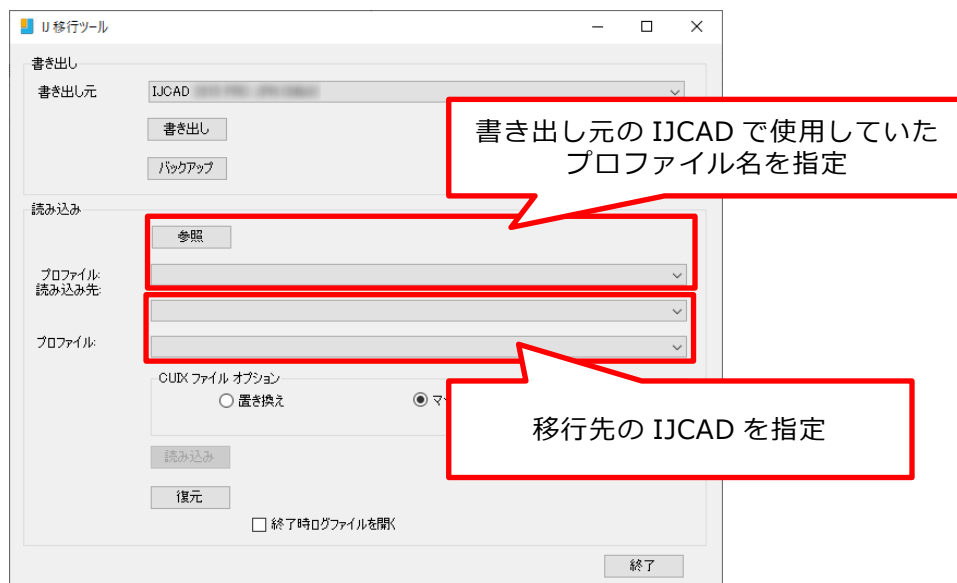 IJ 移行ツール
書き出し
書き出し元
IJCAD
書き出し
バックアップ
書き出し元の IJCAD で使用していた
プロファイル名を指定
読み込み
参照
プロファイル:
読み込み先:
プロファイル:
CUIX ファイル オプション
置き換え
移行先の IJCAD を指定
読み込み
復元
終了時ログファイルを開く
終了